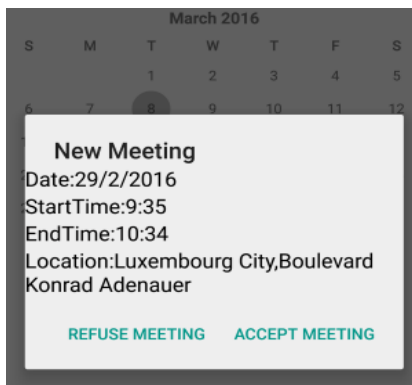 March 2016
S M T W T F S
1 2 3 4 5
6 7 8 9 10 11 12
New Meeting
Date:29/2/2016
StartTime:9:35
EndTime:10:34
Location:Luxembourg City,Boulevard
Konrad Adenauer
REFUSE MEETING ACCEPT MEETING